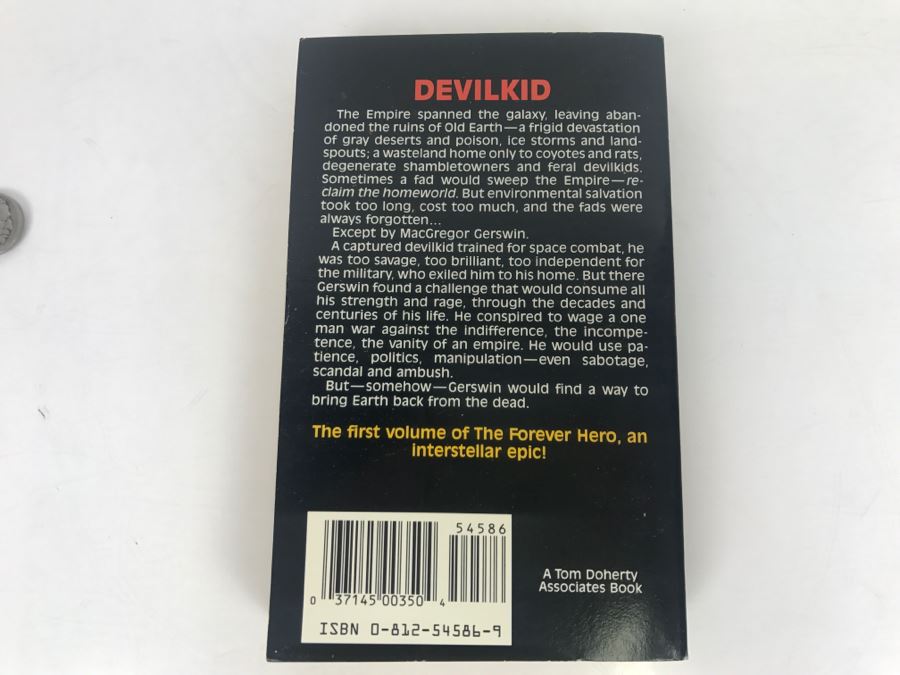 DEVILKID
The Empire spanned the galaxy, leaving aban-
doned the ruins of Old Earth—a frigid devastation
of gray deserts and poison, ice storms and land-
spouts; a wasteland home only to coyotes and rats,
degenerate shambletowners and feral devilkids.
Sometimes a fad would sweep the Empire—re-
claim the homeworld. But environmental salvation
took too long, cost too much, and the fads were
always forgotten...
Except by MacGregor Gerswin.
A captured devilkid trained for space combat, he
was too savage, too brilliant, too independent for
the military, who exiled him to his home. But there
Gerswin found a challenge that would consume all
his strength and rage, through the decades and
centuries of his life. He conspired to wage a one
man war against the indifference, the incompe-
tence, the vanity of an empire. He would use pa-
tience, politics, manipulation—even sabotage,
scandal and ambush.
But—somehow—Gerswin would find a way to
bring Earth back from the dead.
The first volume of The Forever Hero, an
interstellar epic!
54586
0 37145 00350 4
ISBN 0-812-54586-9
A Tom Doherty
Associates Book